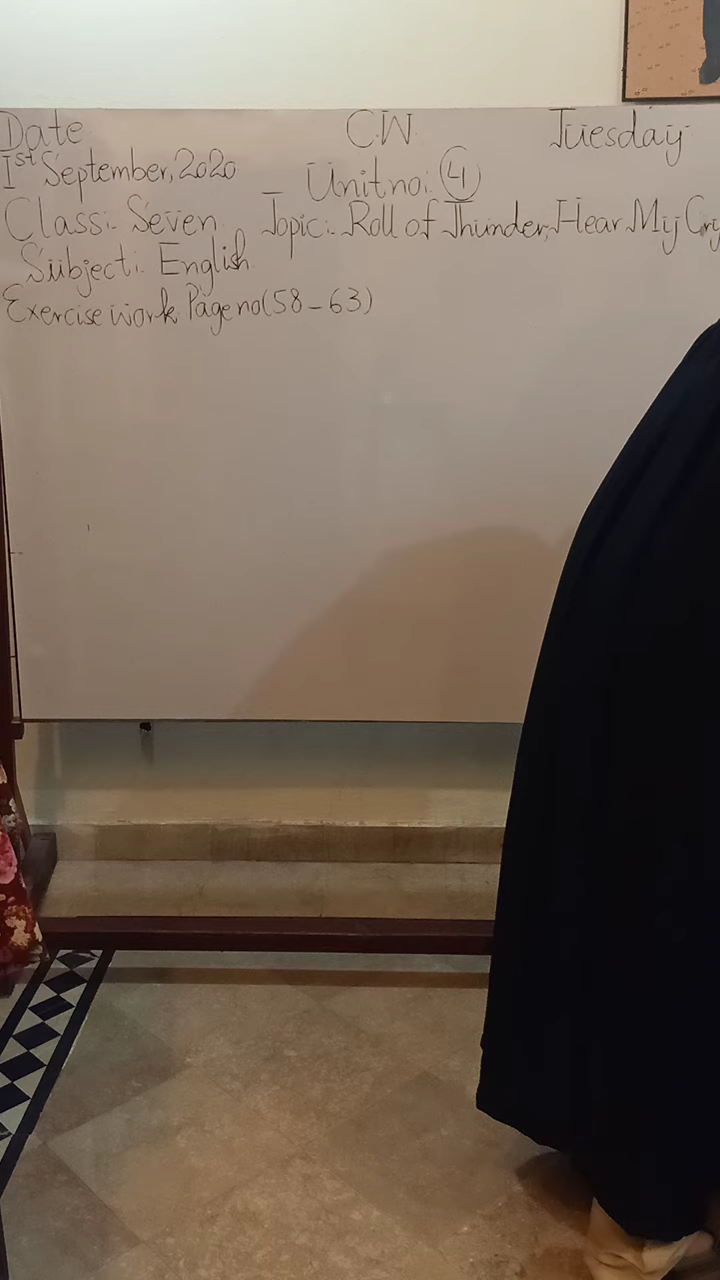 Date CW Tuesday
1st September, 2020 Unit no:. (4)
Class:. Seven Topic:. Roll of Thunder, Hear My Cry
Subject:. English
Exercise work Page no (58-63)